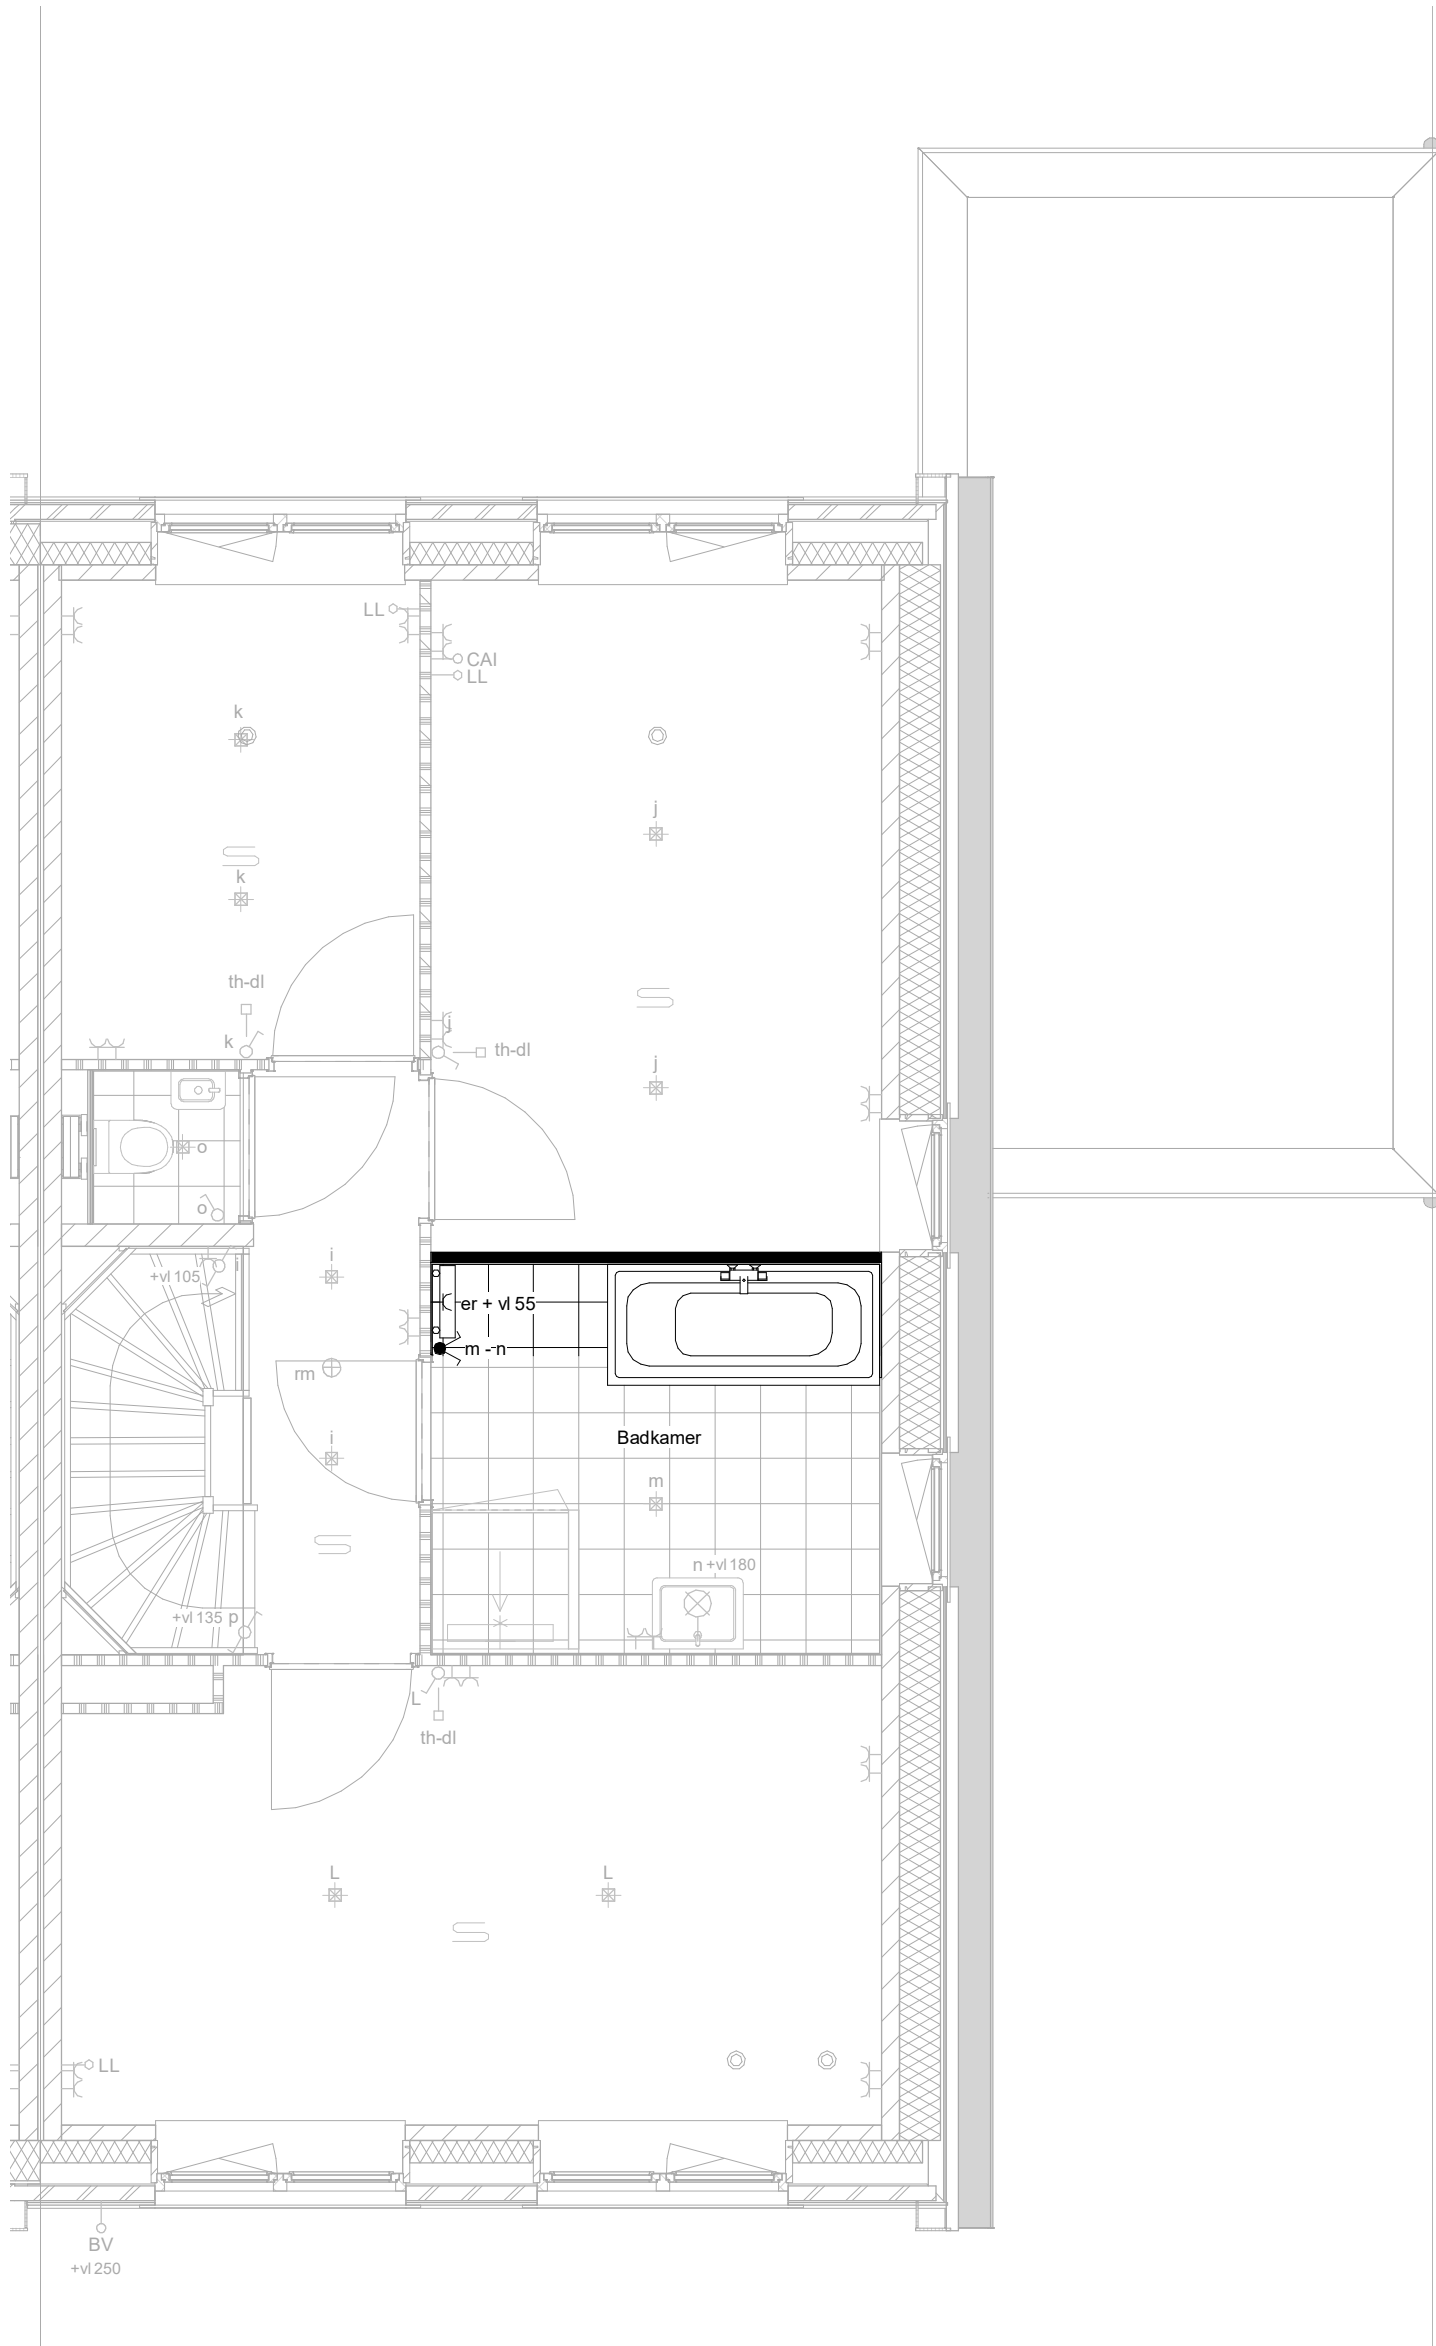 LL
CAI
LL
k
j
k
th-dl
j
k
th-dl
j
o
o
i
+vl 105
i
er + vl 55
m - n
rm
i
Badkamer
m
n +vl 180
+vl 135 p
L
th-dl
L
L
LL
BV
+vl 250